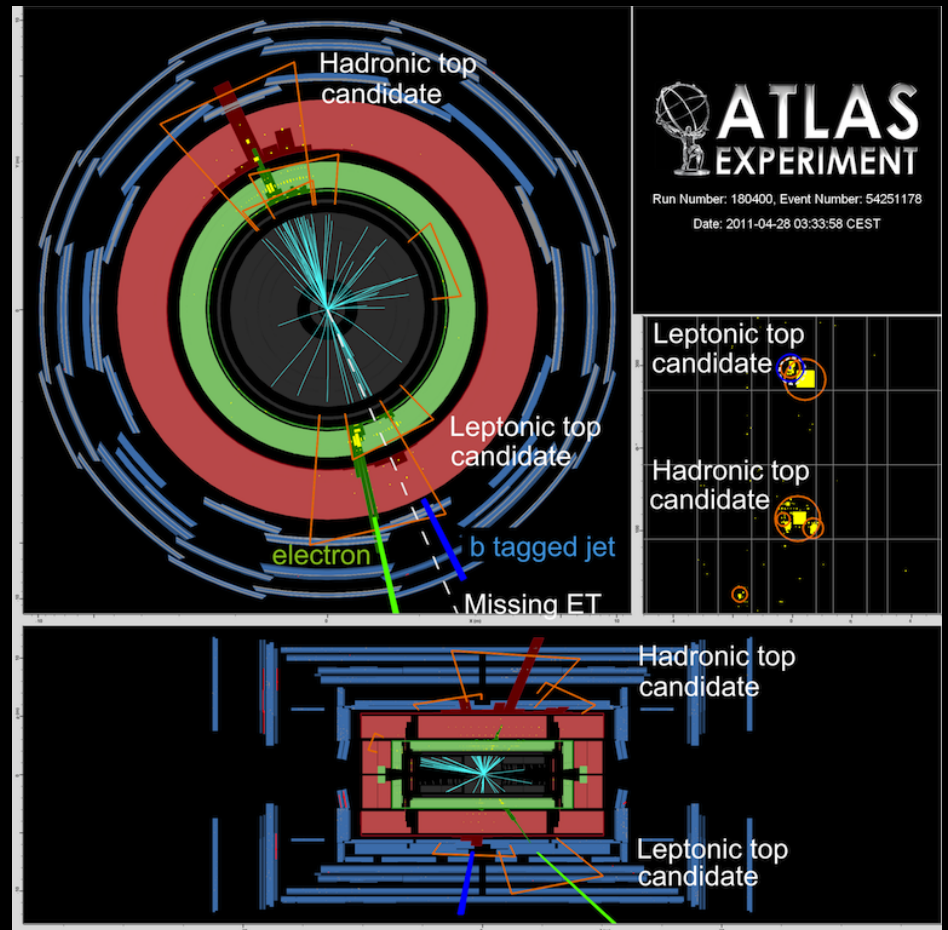 Hadronic top
candidate
Leptonic top
candidate
electron
b tagged jet
Missing ET
ATLAS
EXPERIMENT
Run Number: 180400, Event Number: 54251178
Date: 2011-04-28 03:33:58 CEST
Leptonic top
candidate
Hadronic top
candidate
Hadronic top
candidate
Leptonic top
candidate